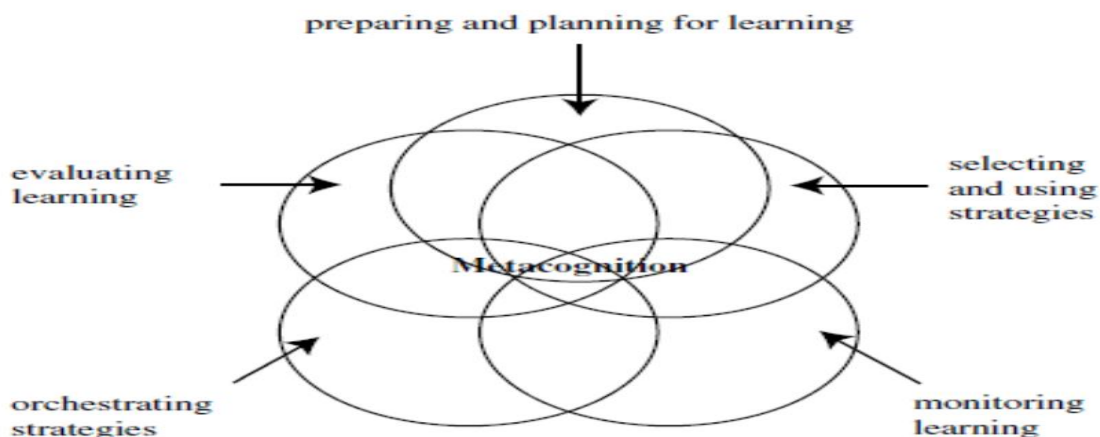 preparing and planning for learning
evaluating
learning
selecting
and using
strategies
Metacognition
orchestrating
strategies
monitoring
learning